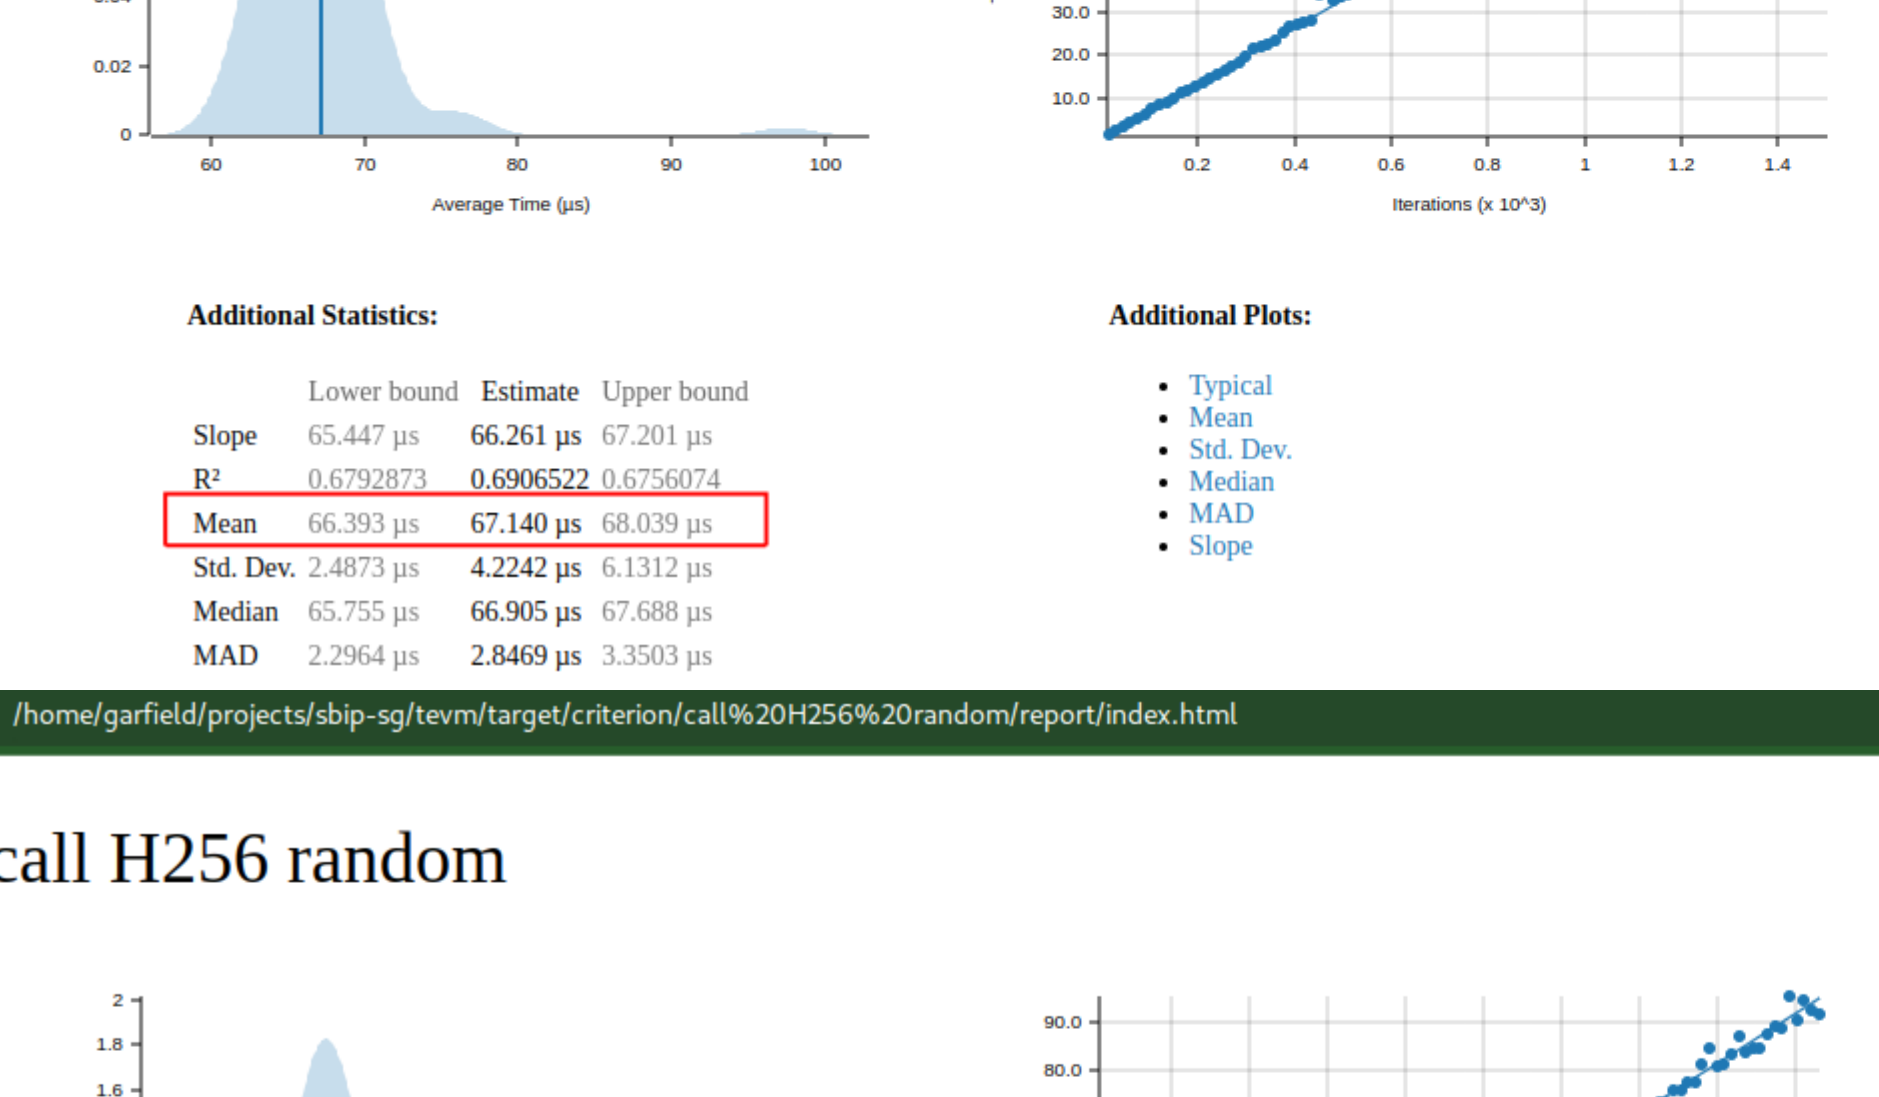 0.02
0
60 70 80 90 100
Average Time (µs)
30.0
20.0
10.0
0.2 0.4 0.6 0.8 1 1.2 1.4
Iterations (x 10^3)
Additional Statistics:
Lower bound Estimate Upper bound
Slope 65.447 µs 66.261 µs 67.201 µs
R² 0.6792873 0.6906522 0.6756074
Mean 66.393 µs 67.140 µs 68.039 µs
Std. Dev. 2.4873 µs 4.2242 µs 6.1312 µs
Median 65.755 µs 66.905 µs 67.688 µs
MAD 2.2964 µs 2.8469 µs 3.3503 µs
Additional Plots:
• Typical
• Mean
• Std. Dev.
• Median
• MAD
• Slope
/home/garfield/projects/sbip-sg/tevm/target/criterion/call%20H256%20random/report/index.html
call H256 random
2
1.8
1.6
90.0
80.0